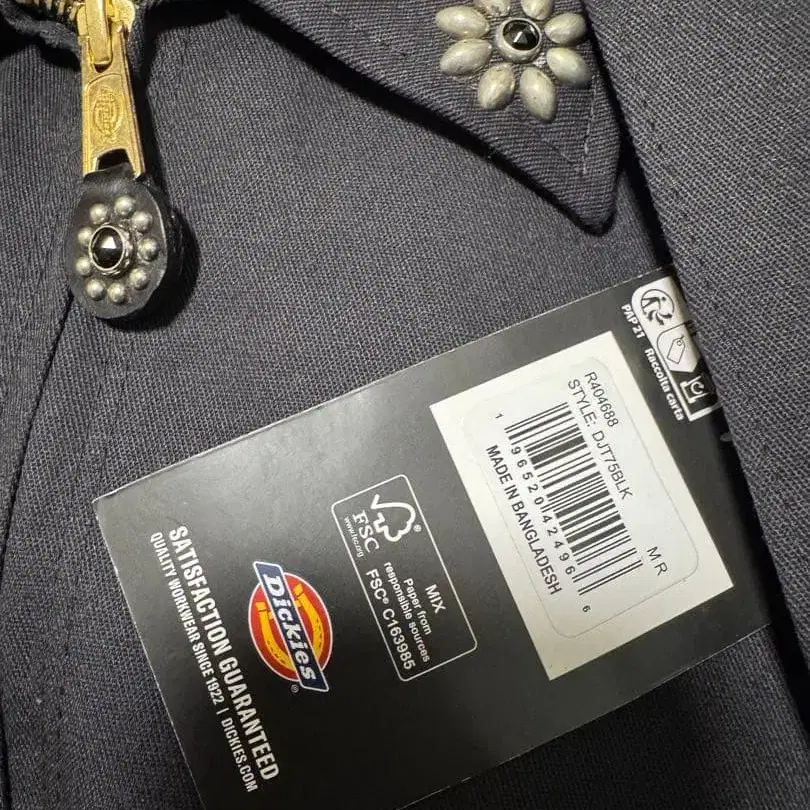 PAP 21
Raccolta carta
R404688
STYLE: DJT75BLK
1 96520 42496 6
M R
MADE IN BANGLADESH
FSC®
www.fsc.org
MIX
Paper from
responsible sources
FSC® C163985
Dickies®
SATISFACTION GUARANTEED
QUALITY WORKWEAR SINCE 1922 | DICKIES.COM